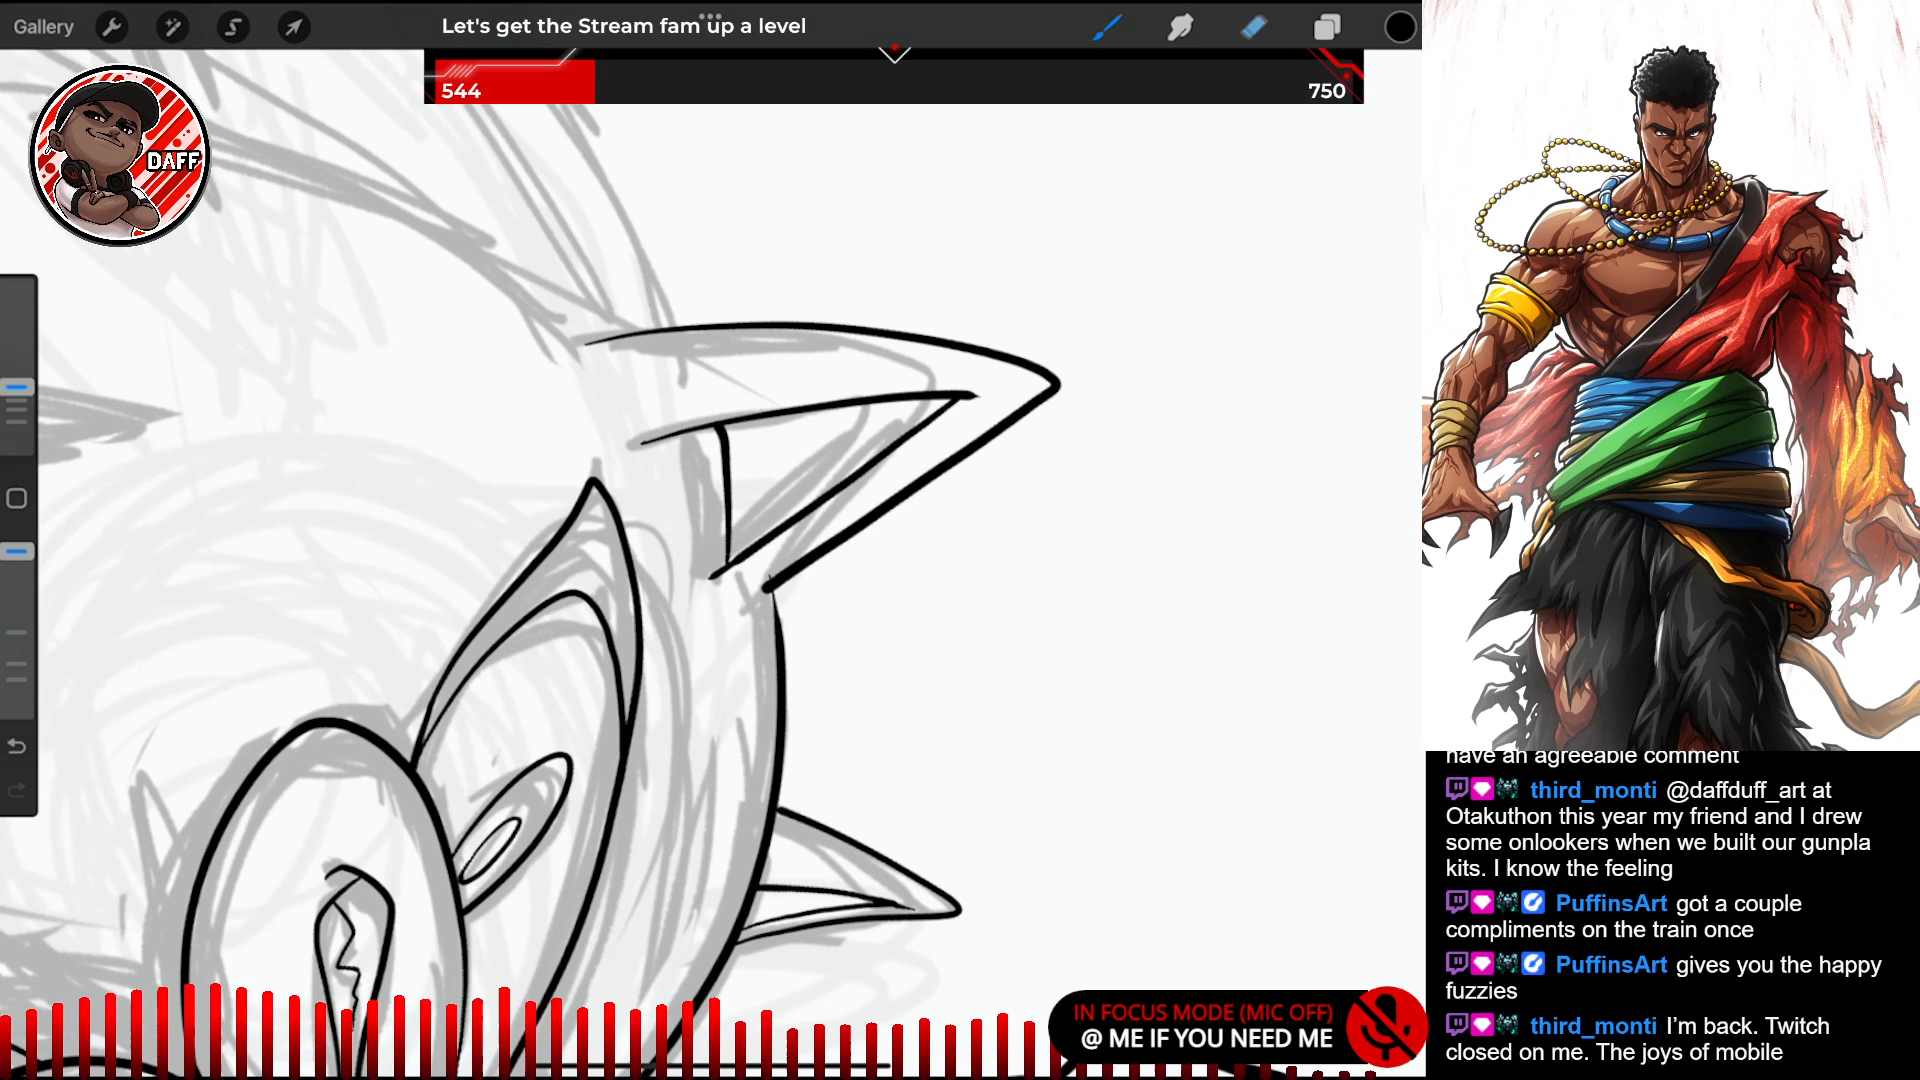 Gallery
Let's get the Stream fam up a level
544
750
DAFF
have an agreeable comment
third_monti @daffduff_art at
Otakuthon this year my friend and I drew
some onlookers when we built our gunpla
kits. I know the feeling
PuffinsArt got a couple
compliments on the train once
PuffinsArt gives you the happy
fuzzies
third_monti I'm back. Twitch
closed on me. The joys of mobile
IN FOCUS MODE (MIC OFF)
@ ME IF YOU NEED ME